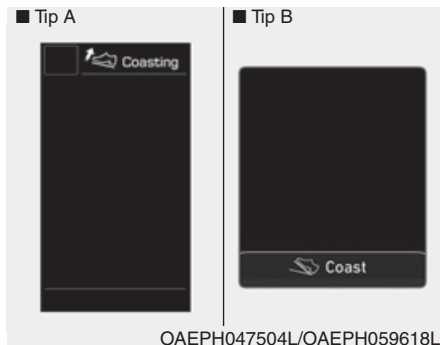 ■ Tip A
■ Tip B
Coasting
Coast
OAEPH047504L/OAEPH059618L